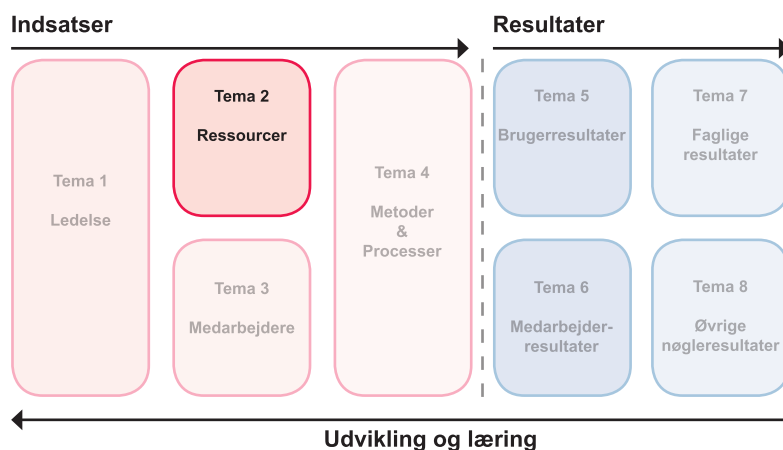 Indsatser
Resultater
Tema 1
Ledelse
Tema 2
Ressourcer
Tema 3
Medarbejdere
Tema 4
Metoder
&
Processer
Tema 5
Brugerresultater
Tema 6
Medarbejder-
resultater
Tema 7
Faglige
resultater
Tema 8
Øvrige
nøgleresultater
Udvikling og læring